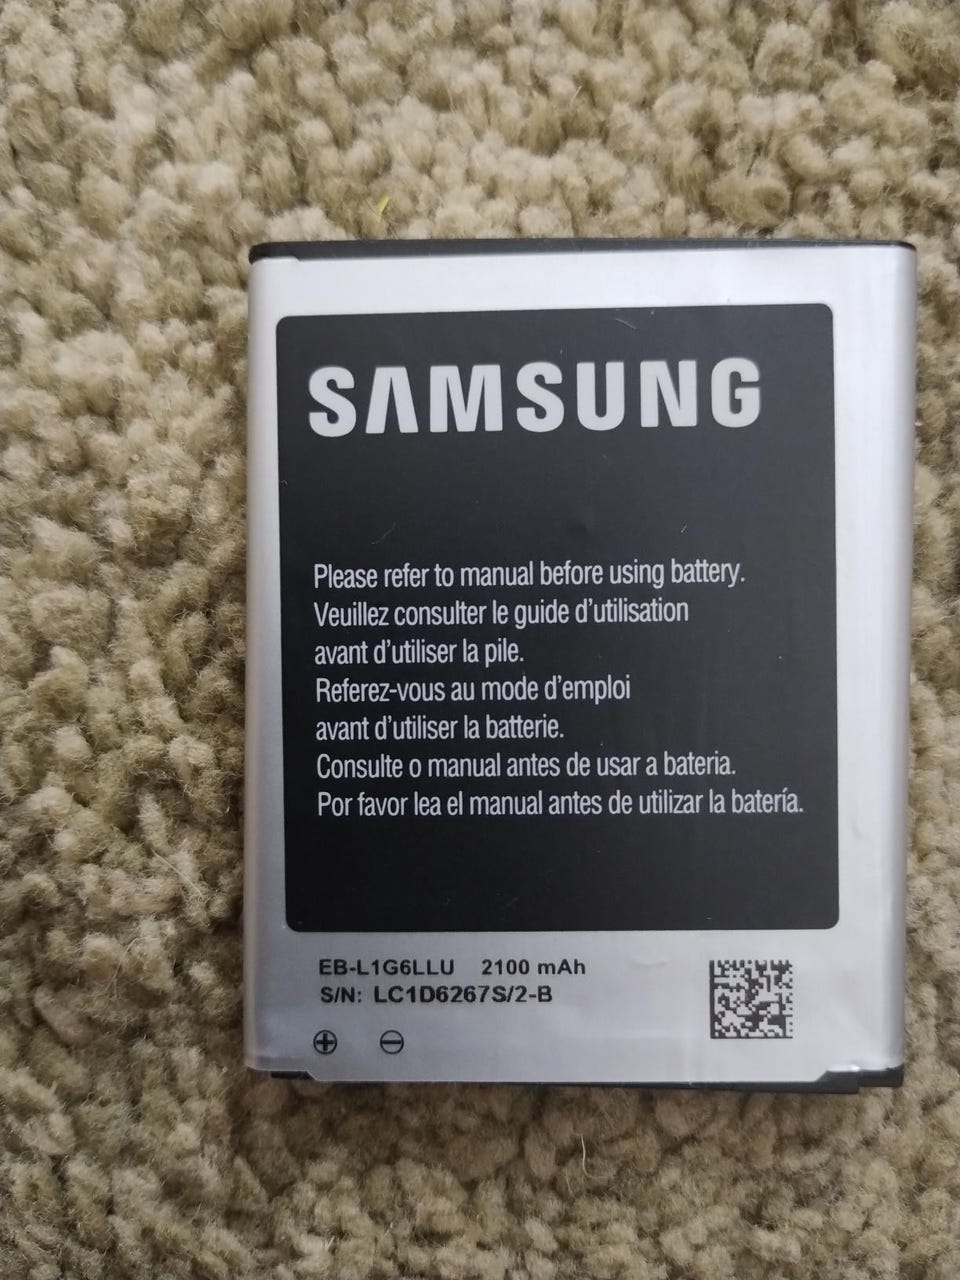 SAMSUNG
Please refer to manual before using battery.
Veuillez consulter le guide d'utilisation
avant d'utiliser la pile.
Referez-vous au mode d'emploi
avant d'utiliser la batterie.
Consulte o manual antes de usar a bateria.
Por favor lea el manual antes de utilizar la batería.
EB-L1G6LLU 2100 mAh
S/N: LC1D6267S/2-B
+ -